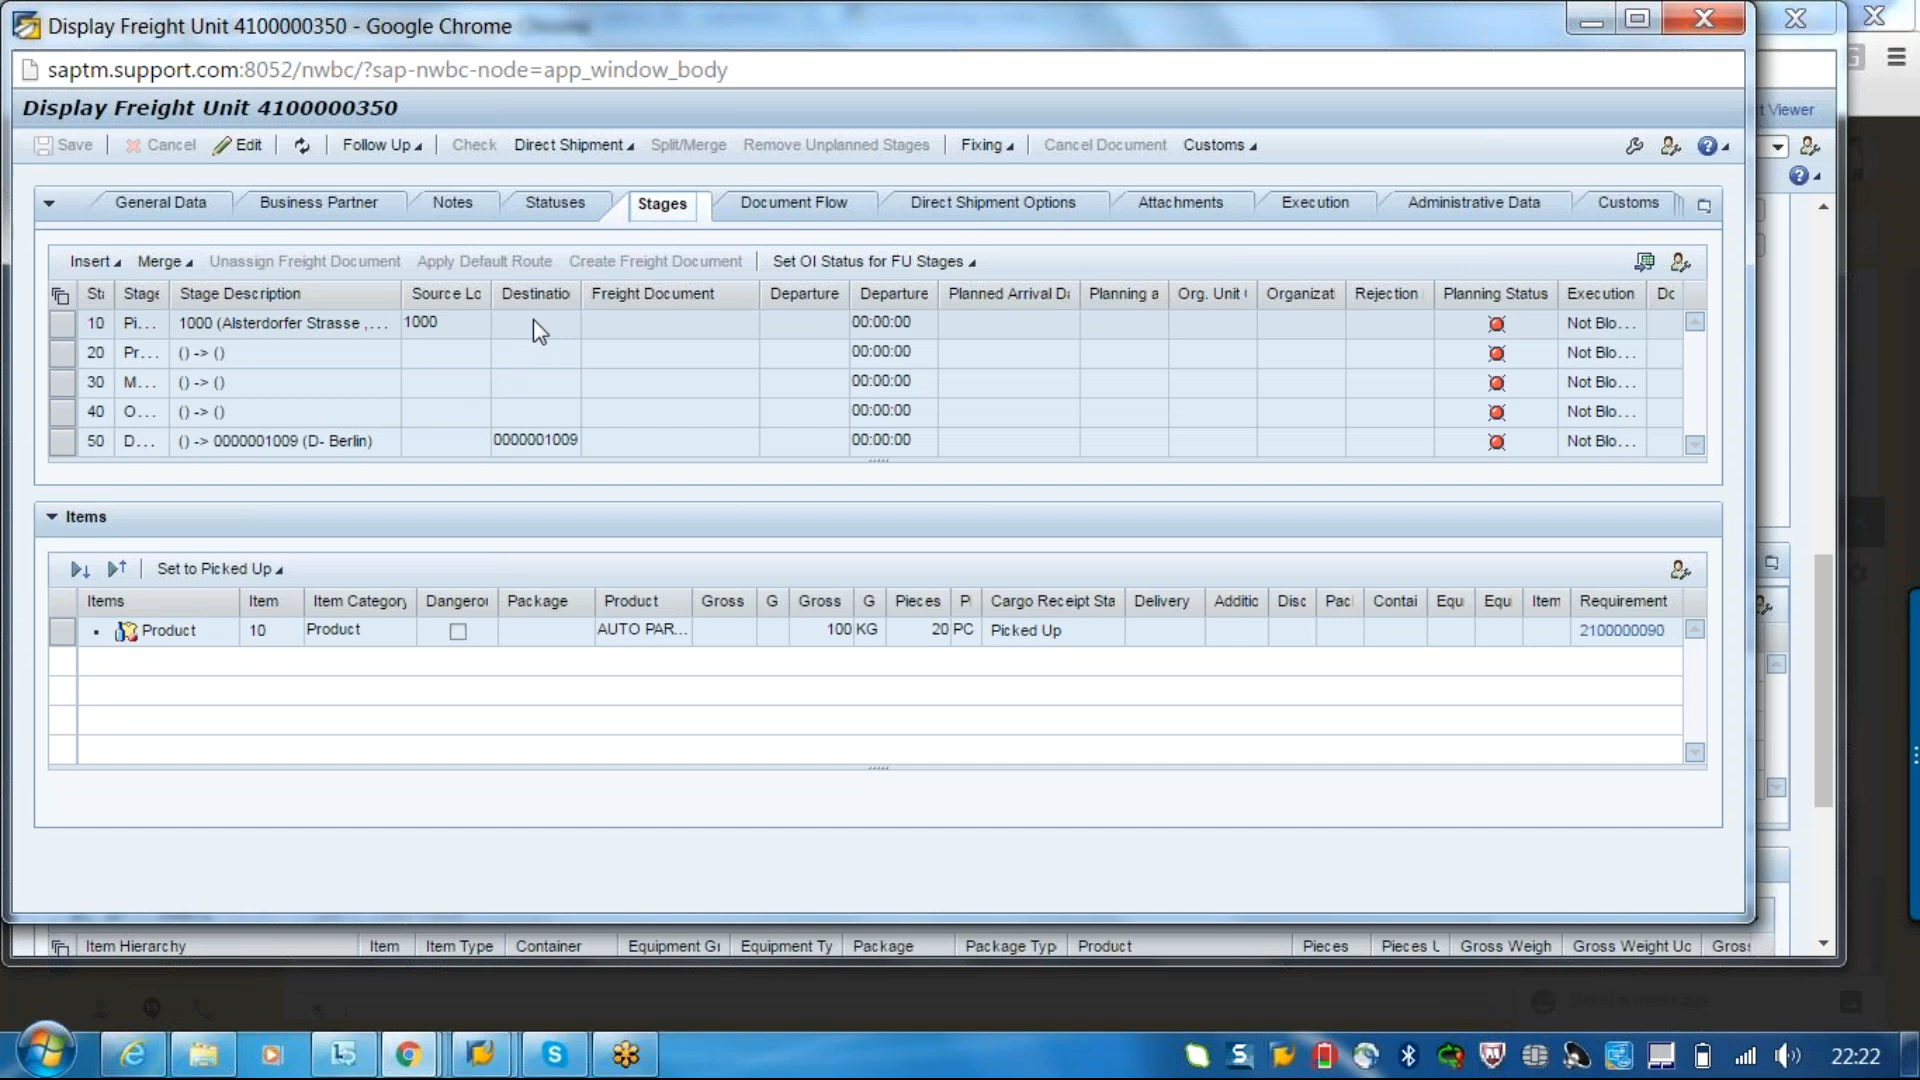 Display Freight Unit 4100000350 - Google Chrome
saptm.support.com:8052/nwbc/?sap-nwbc-node=app_window_body
Display Freight Unit 4100000350
Save Cancel Edit Follow Up Check Direct Shipment Split/Merge Remove Unplanned Stages Fixing Cancel Document Customs
t Viewer
General Data Business Partner Notes Statuses Stages Document Flow Direct Shipment Options Attachments Execution Administrative Data Customs
Insert Merge Unassign Freight Document Apply Default Route Create Freight Document Set OI Status for FU Stages
St Stage Stage Description Source Lc Destinatio Freight Document Departure Departure Planned Arrival Da Planning a Org. Unit Organizat Rejection Planning Status Execution Dc
10 Pi... 1000 (Alsterdorfer Strasse ,... 1000 00:00:00 Not Blo...
20 Pr... () -> () 00:00:00 Not Blo...
30 M... () -> () 00:00:00 Not Blo...
40 O... () -> () 00:00:00 Not Blo...
50 D... () -> 0000001009 (D- Berlin) 0000001009 00:00:00 Not Blo...
Items
Set to Picked Up
Items Item Item Category Dangerou Package Product Gross G Gross G Pieces P Cargo Receipt Sta Delivery Additic Disc Pac Contai Equ Equ Item Requirement
Product 10 Product AUTO PAR... 100 KG 20 PC Picked Up 2100000090
Item Hierarchy Item Item Type Container Equipment Gr Equipment Ty Package Package Typ Product Pieces Pieces U Gross Weigh Gross Weight Uc Gross
22:22